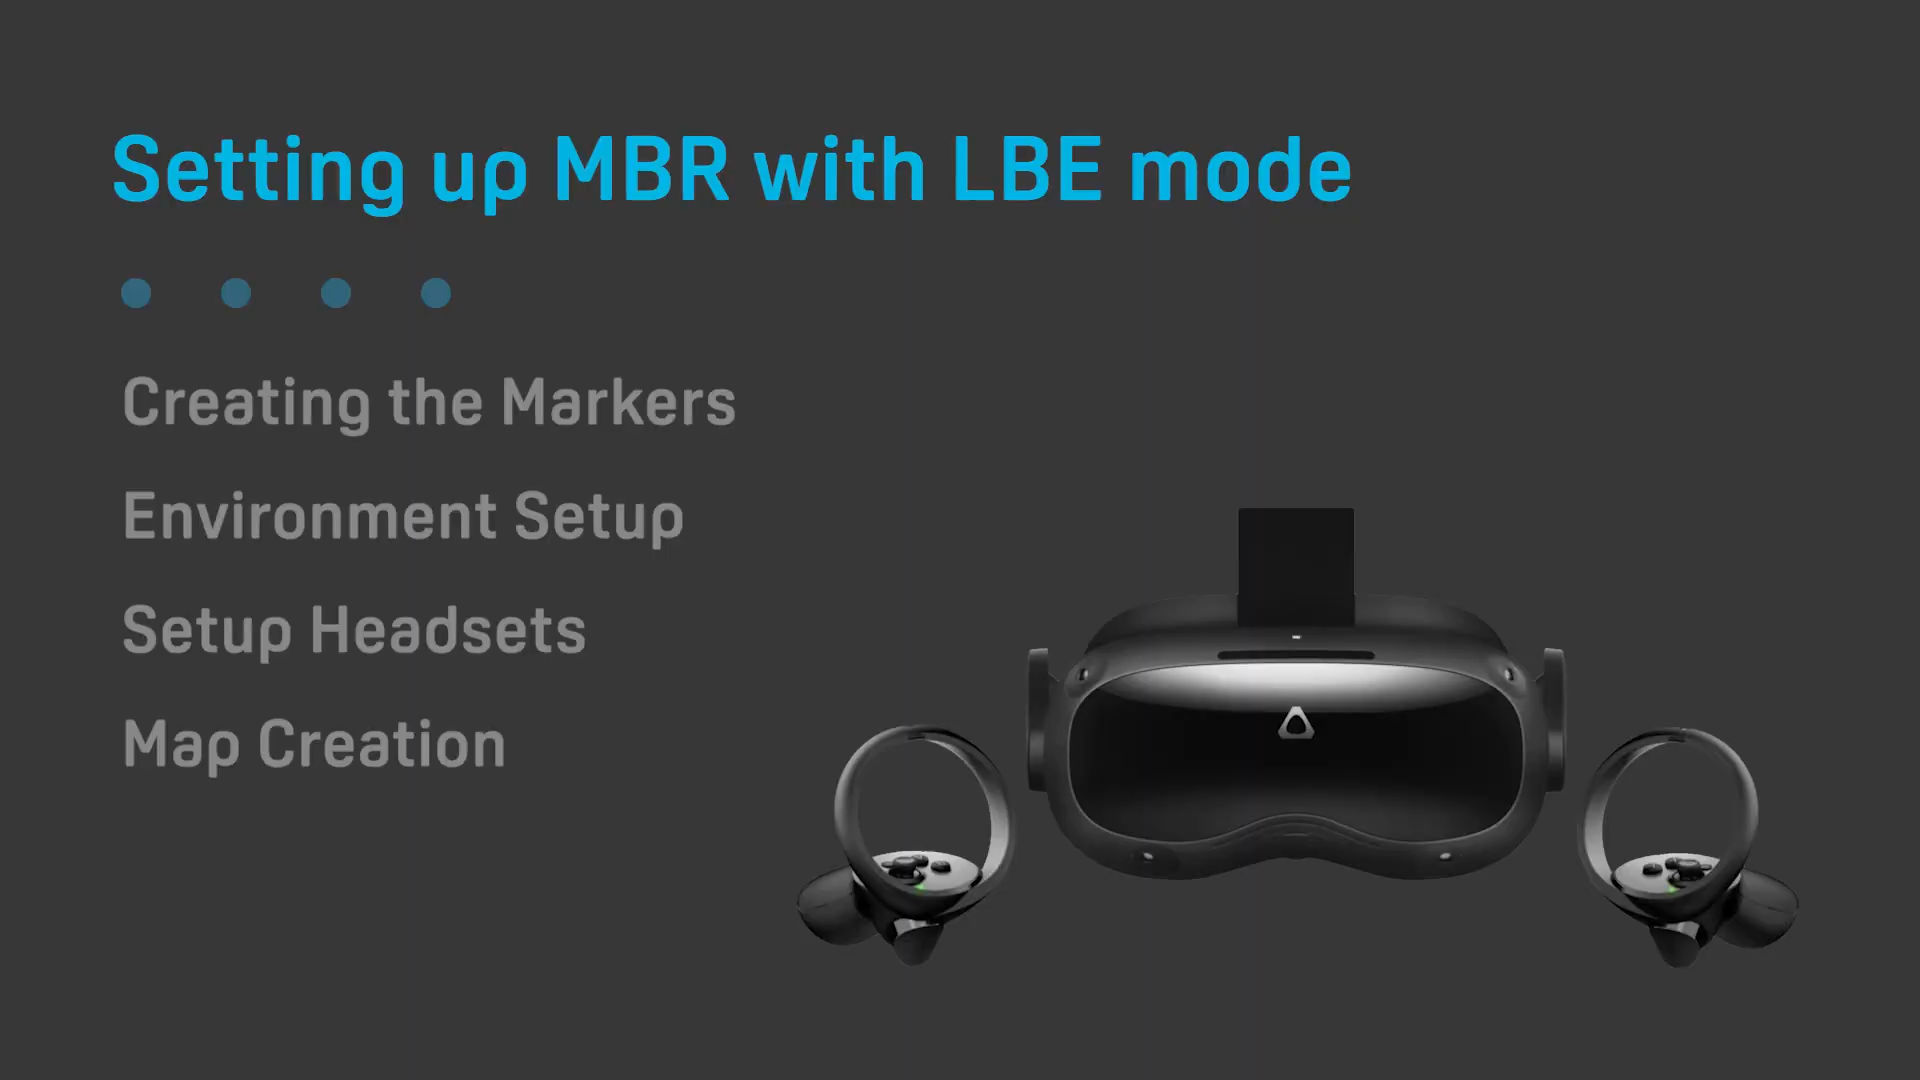 Setting up MBR with LBE mode
Creating the Markers
Environment Setup
Setup Headsets
Map Creation